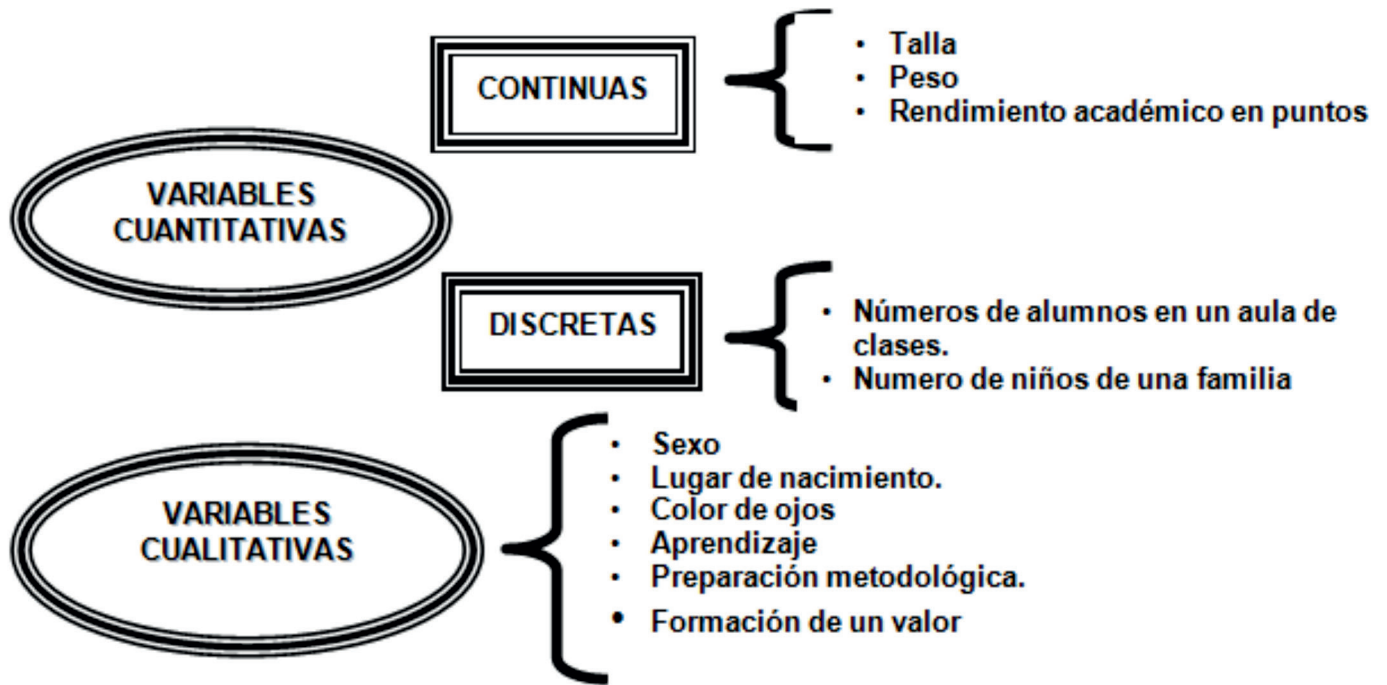 CONTINUAS
• Talla
• Peso
• Rendimiento académico en puntos
VARIABLES
CUANTITATIVAS
DISCRETAS
• Números de alumnos en un aula de
clases.
• Numero de niños de una familia
VARIABLES
CUALITATIVAS
• Sexo
• Lugar de nacimiento.
• Color de ojos
• Aprendizaje
• Preparación metodológica.
• Formación de un valor